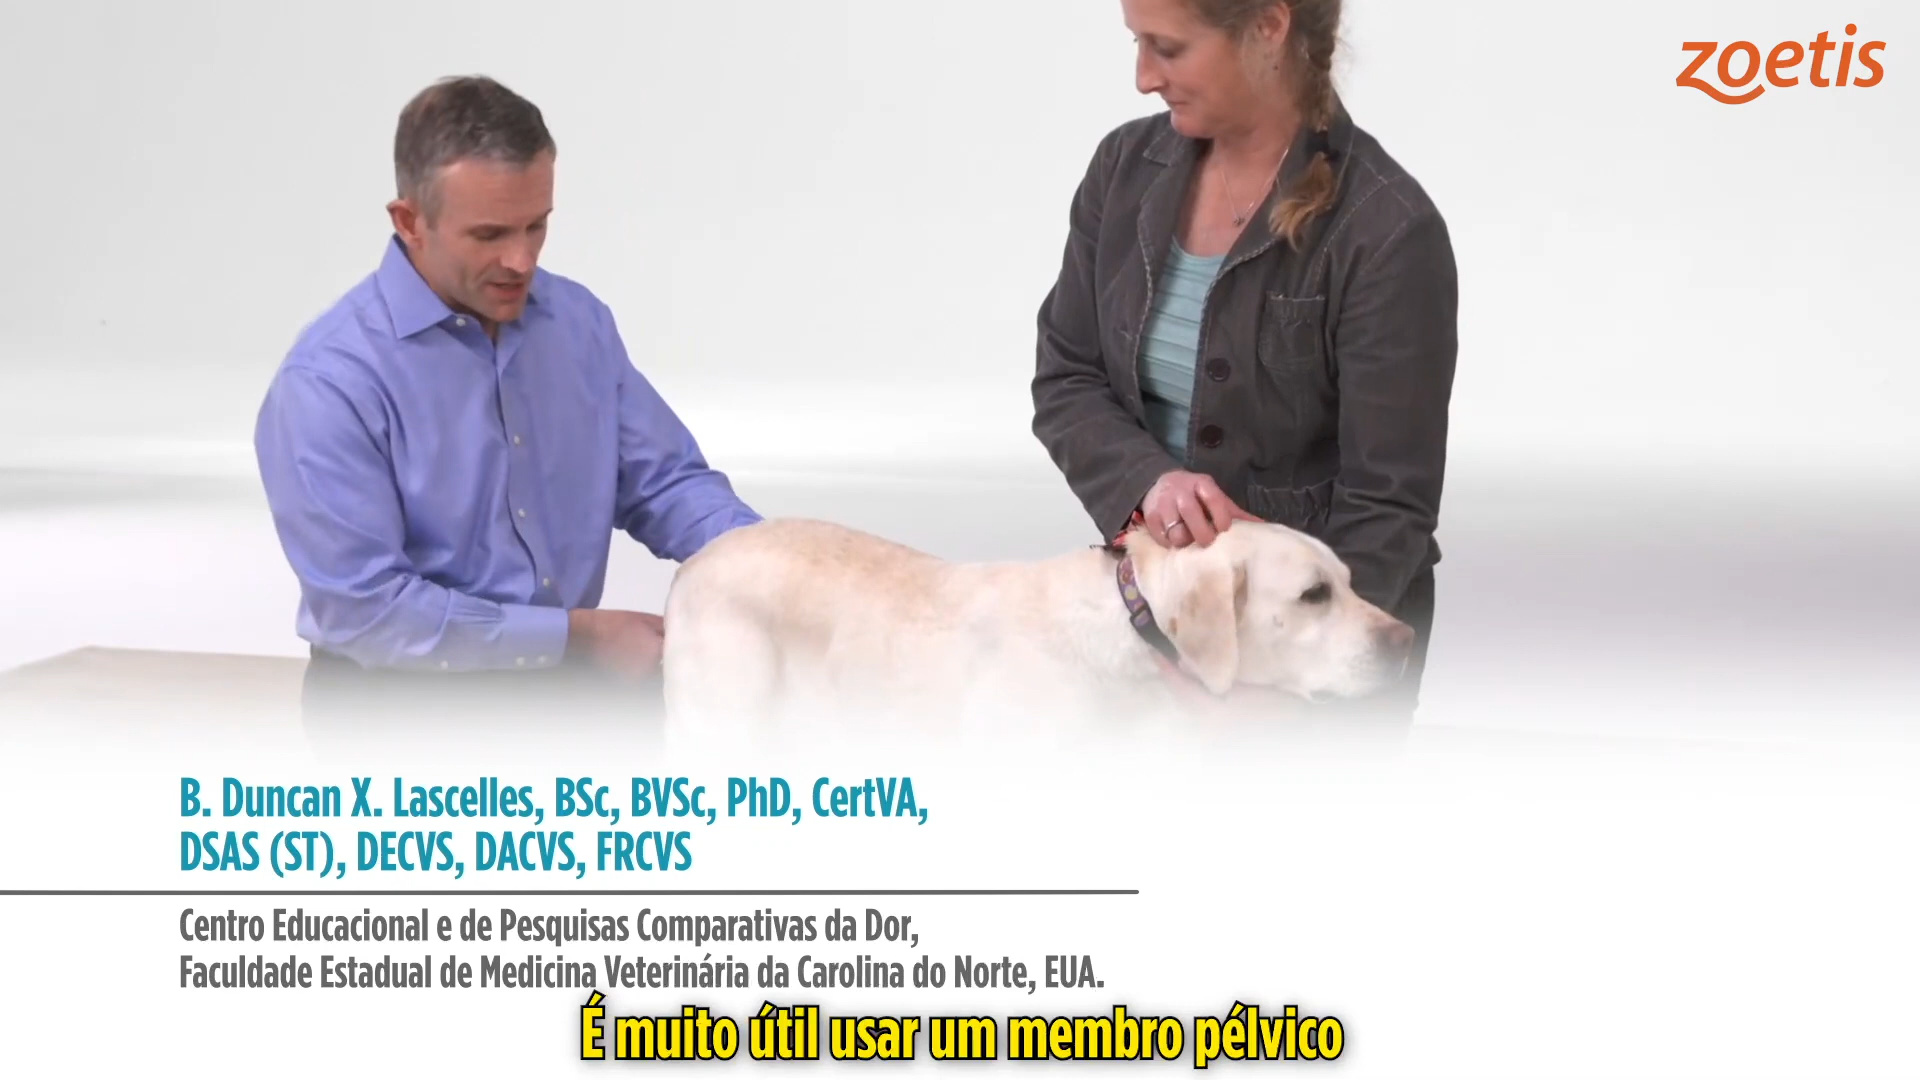 zoetis
B. Duncan X. Lascelles, BSc, BVSc, PhD, CertVA,
DSAS (ST), DECVS, DACVS, FRCVS
Centro Educacional e de Pesquisas Comparativas da Dor,
Faculdade Estadual de Medicina Veterinária da Carolina do Norte, EUA.
É muito útil usar um membro pélvico